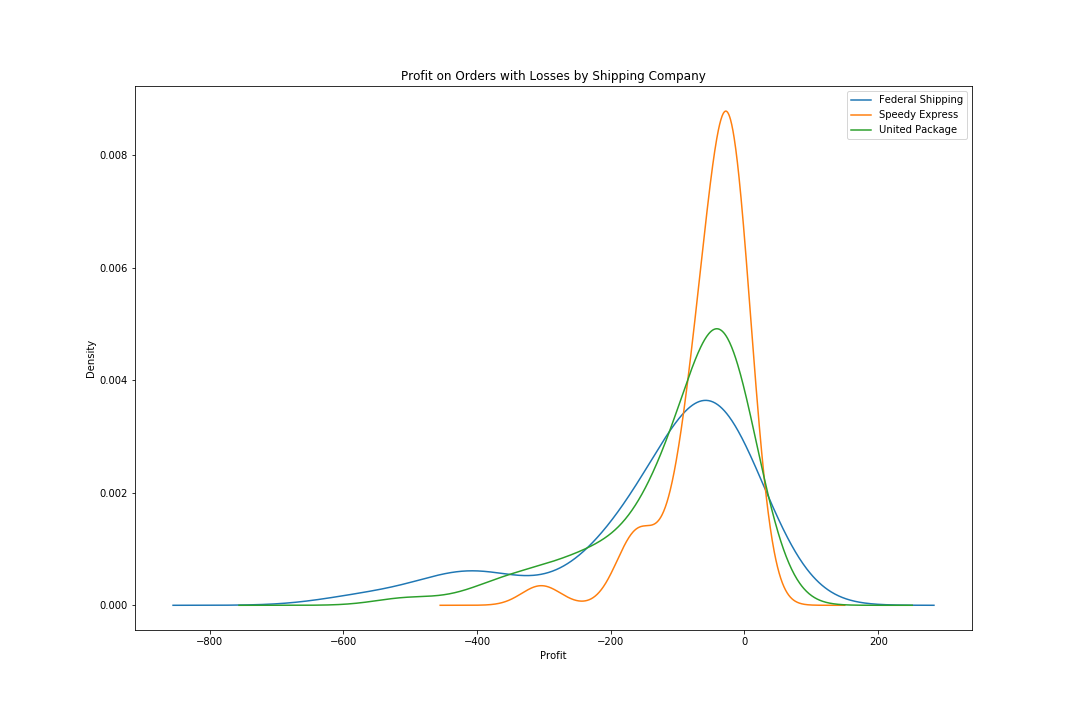 Profit on Orders with Losses by Shipping Company
Federal Shipping
Speedy Express
United Package
0.008
0.006
0.004
0.002
0.000
Density
−800
−600
−400
−200
0
200
Profit